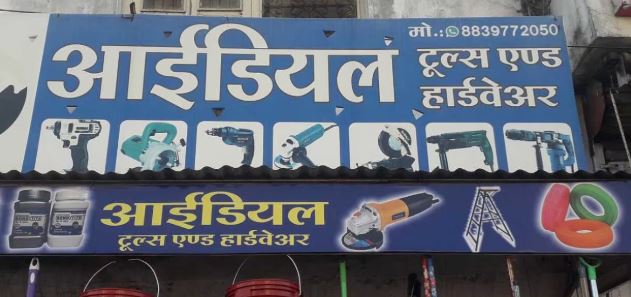 मो.: 8839772050
आईडियल टूल्स एण्ड
हार्डवेअर
आईडियल
टूल्स एण्ड हार्डवेअर